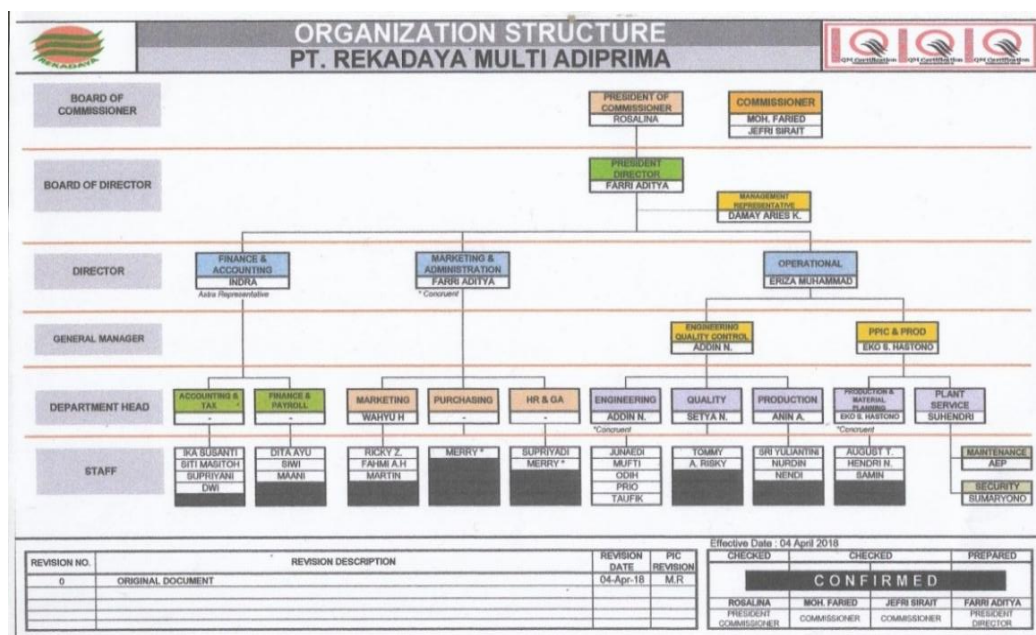 ORGANIZATION STRUCTURE
PT. REKADAYA MULTI ADIPRIMA
REKADAYA
QM Certification QM Certification QM Certification
BOARD OF
COMMISSIONER
PRESIDENT OF
COMMISSIONER
ROSALINA
COMMISSIONER
MOH. FARIED
JEFRI SIRAIT
BOARD OF DIRECTOR
PRESIDENT
DIRECTOR
FARRI ADITYA
MANAGEMENT
REPRESENTATIVE
DAMAY ARIES K.
DIRECTOR
FINANCE &
ACCOUNTING
INDRA
Astra Representative
MARKETING &
ADMINISTRATION
FARRI ADITYA
* Concruent
OPERATIONAL
ERIZA MUHAMMAD
GENERAL MANAGER
ENGINEERING
QUALITY CONTROL
ADDIN N.
PPIC & PROD
EKO S. HASTONO
DEPARTMENT HEAD
ACCOUNTING &
TAX
-
FINANCE &
PAYROLL
-
MARKETING
WAHYU H
PURCHASING
-
HR & GA
-
ENGINEERING
ADDIN N.
*Concruent
QUALITY
SETYA N.
PRODUCTION
ANIN A.
PRODUCTION &
MATERIAL
PLANNING
EKO S. HASTONO
*Concruent
PLANT
SERVICE
SUHENDRI
STAFF
IKA SUSANTI
SITI MASITOH
SUPRIYANI
DWI
DITA AYU
SIWI
MAANI
RICKY Z.
FAHMI A.H
MARTIN
MERRY *
SUPRIYADI
MERRY *
JUNAEDI
MUFTI
ODIH
PRIO
TAUFIK
TOMMY
A. RISKY
SRI YULIANTINI
NURDIN
NENDI
AUGUST T.
HENDRI N.
SAMIN
MAINTENANCE
AEP
SECURITY
SUMARYONO
REVISION NO. REVISION DESCRIPTION REVISION DATE PIC REVISION
0 ORIGINAL DOCUMENT 04-Apr-18 M.R
Effective Date : 04 April 2018
CHECKED CHECKED PREPARED
CONFIRMED
ROSALINA MOH. FARIED JEFRI SIRAIT FARRI ADITYA
PRESIDENT COMMISSIONER COMMISSIONER COMMISSIONER PRESIDENT DIRECTOR